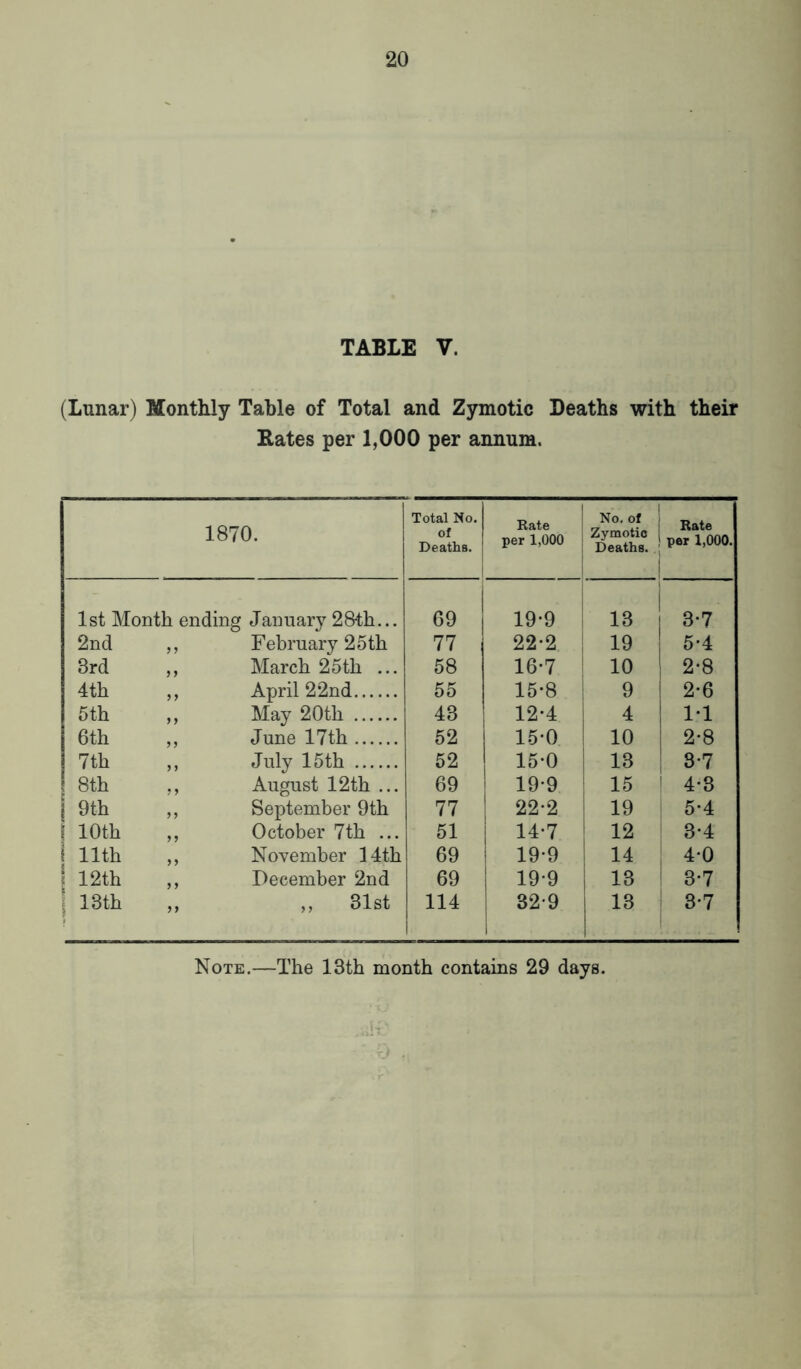 20
TABLE V.
(Lunar) Monthly Table of Total and Zymotic Deaths with their
Rates per 1,000 per annum.
1870. Total No. of Deaths. Rate per 1,000 No. of Zymotic Deaths. Rate per 1,000.
1st Month ending January 28th... 69 19·9 13 3·7
2nd ,, February 25th 77 22·2 19 5·4
3rd ,, March 25th ... 58 16·7 10 2·8
4th ,, April 22nd...... 55 15·8 9 2·6
5th ,, May 20th ...... 43 12·4 4 1·1
6th ,, June 17th ...... 52 15·0 10 2·8
7th ,, July 15th ...... 52 15·0 13 3·7
8th ,, August 12th ... 69 19·9 15 4·3
9th ,, September 9th 77 22·2 19 5·4
10th ,, October 7th ... 51 14·7 12 3·4
11th ,, November 14th 69 19·9 14 4·0
12th ,, December 2nd 69 19·9 13 3·7
13th ,, ,, 31st 114 32·9 13 3·7
NOTE.—The 13th month contains 29 days.